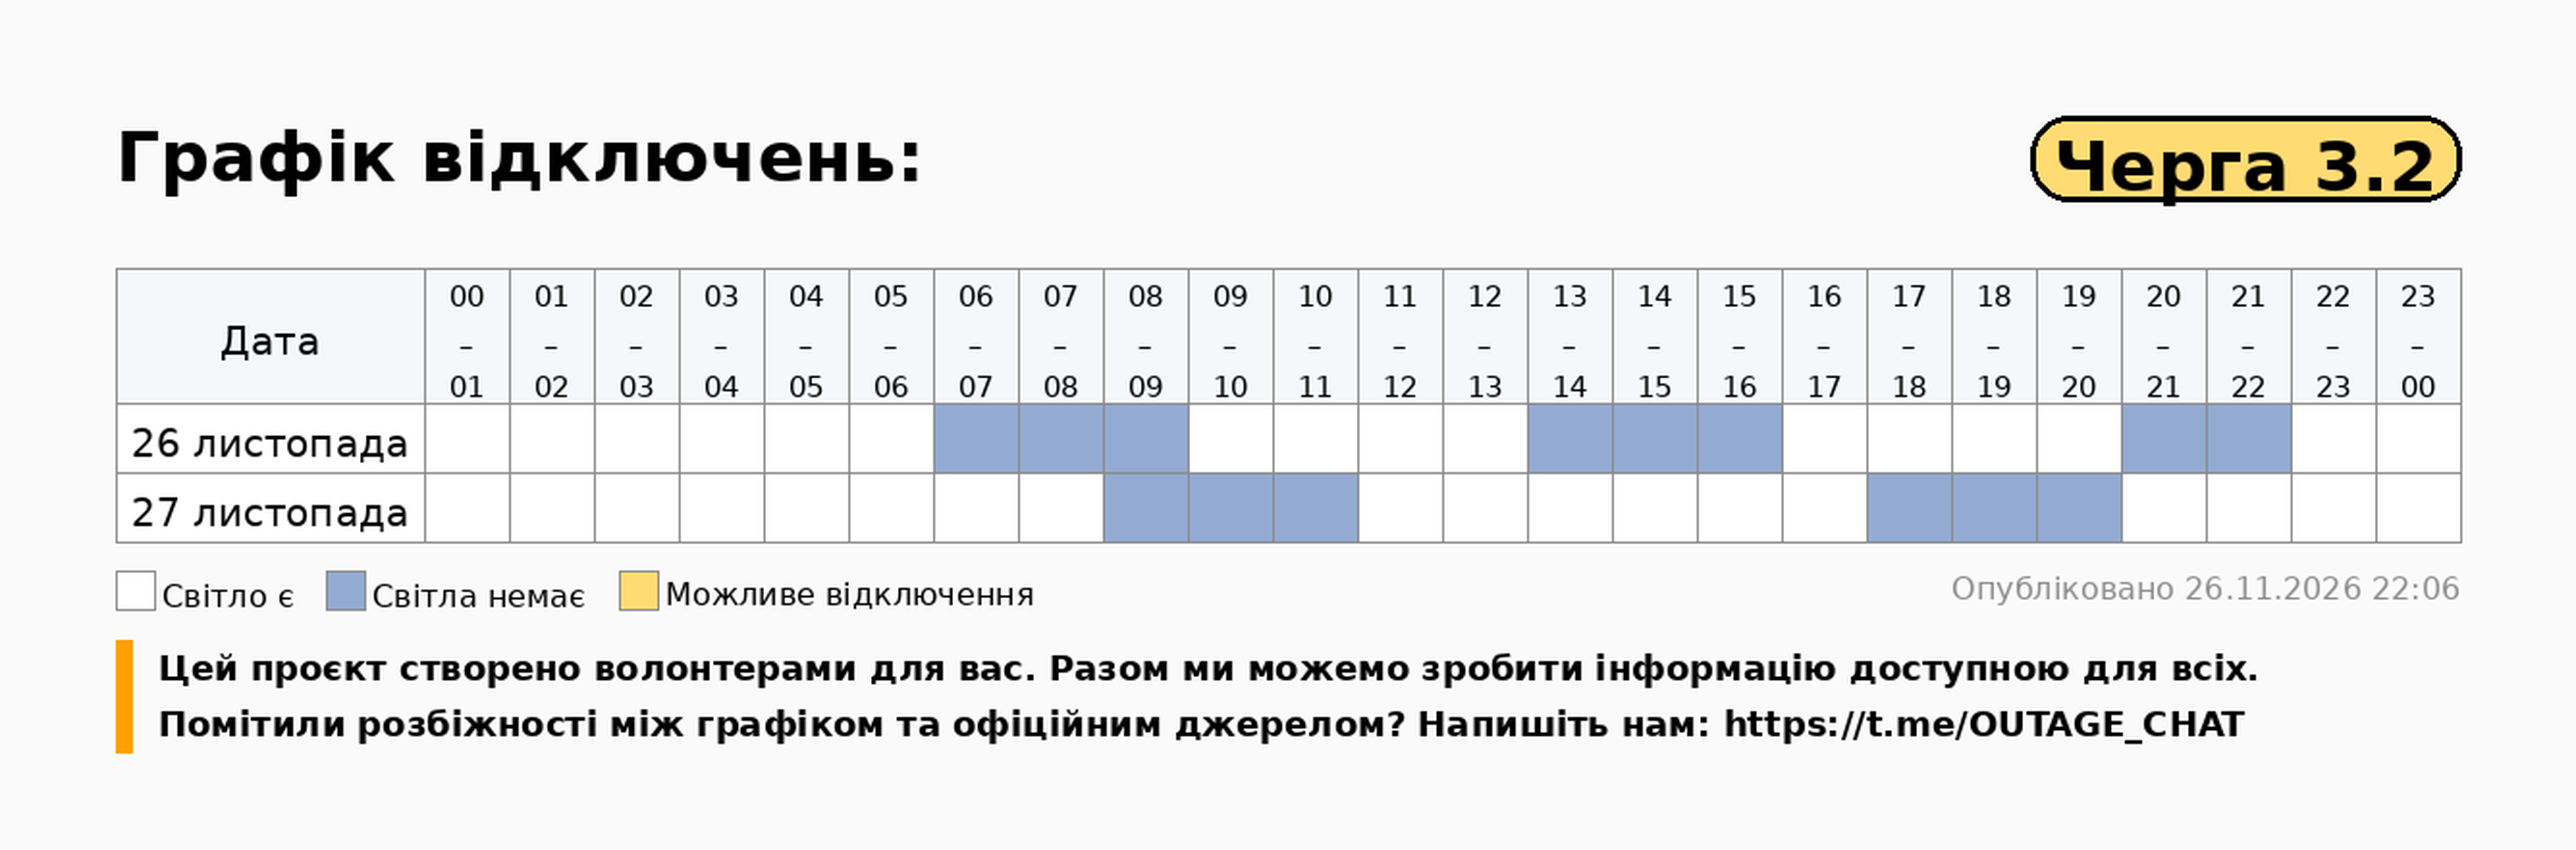 Графік відключень:
Черга 3.2
Дата
00 – 01
01 – 02
02 – 03
03 – 04
04 – 05
05 – 06
06 – 07
07 – 08
08 – 09
09 – 10
10 – 11
11 – 12
12 – 13
13 – 14
14 – 15
15 – 16
16 – 17
17 – 18
18 – 19
19 – 20
20 – 21
21 – 22
22 – 23
23 – 00
26 листопада
27 листопада
Світло є
Світла немає
Можливе відключення
Опубліковано 26.11.2026 22:06
Цей проєкт створено волонтерами для вас. Разом ми можемо зробити інформацію доступною для всіх.
Помітили розбіжності між графіком та офіційним джерелом? Напишіть нам: https://t.me/OUTAGE_CHAT